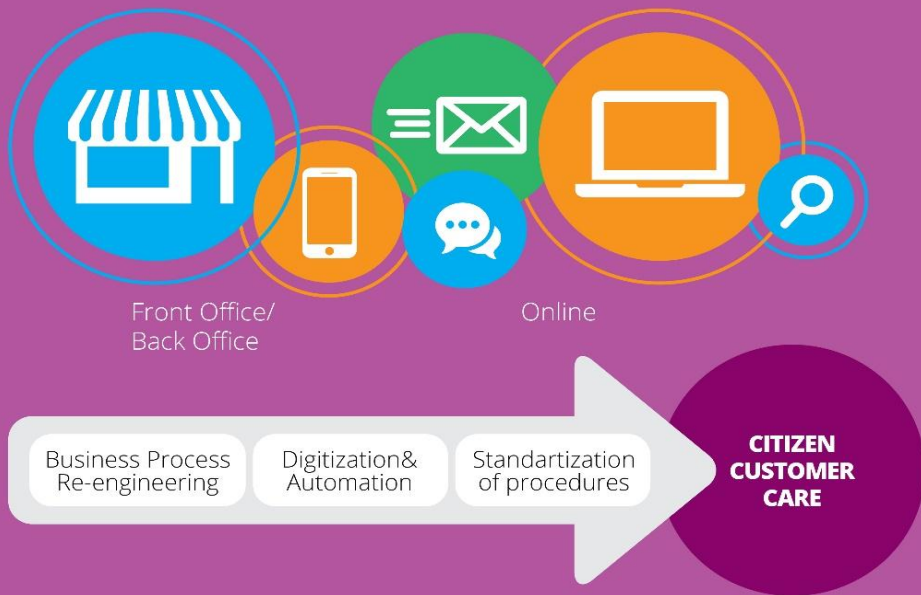 Front Office/
Back Office
Online
Business Process
Re-engineering
Digitization&
Automation
Standartization
of procedures
CITIZEN
CUSTOMER
CARE